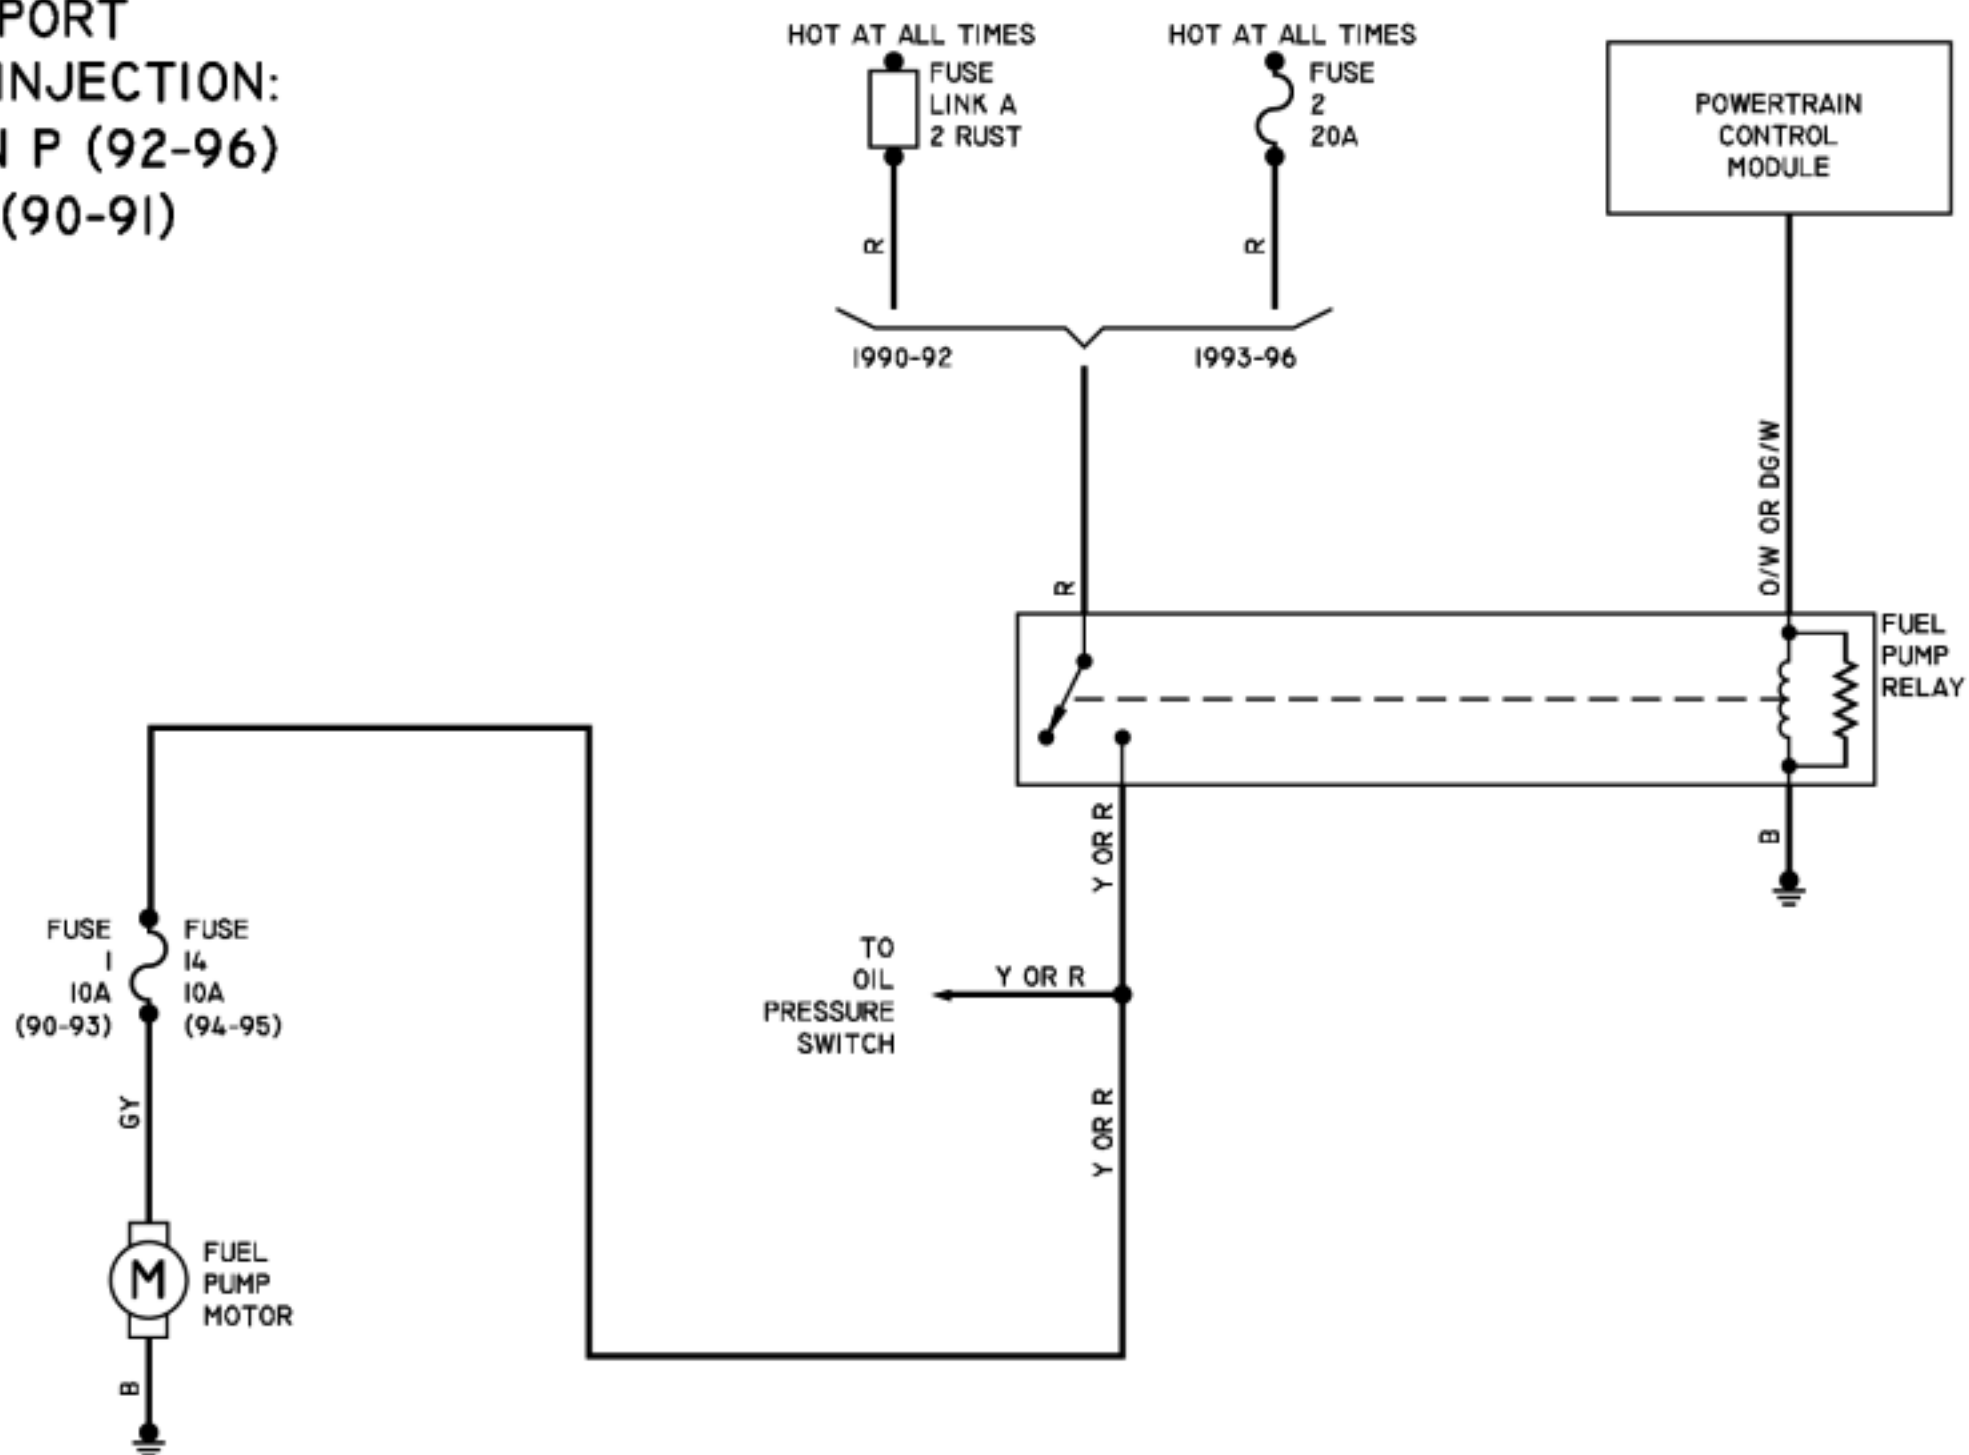 PORT
INJECTION:
P (92-96)
(90-91)
HOT AT ALL TIMES
FUSE
LINK A
2 RUST
R
HOT AT ALL TIMES
FUSE
2
20A
R
POWERTRAIN
CONTROL
MODULE
1990-92
1993-96
R
O/W OR DG/W
FUEL
PUMP
RELAY
Y OR R
B
TO
OIL
PRESSURE
SWITCH
Y OR R
Y OR R
FUSE
1
10A
(90-93)
FUSE
14
10A
(94-95)
GY
M
FUEL
PUMP
MOTOR
B